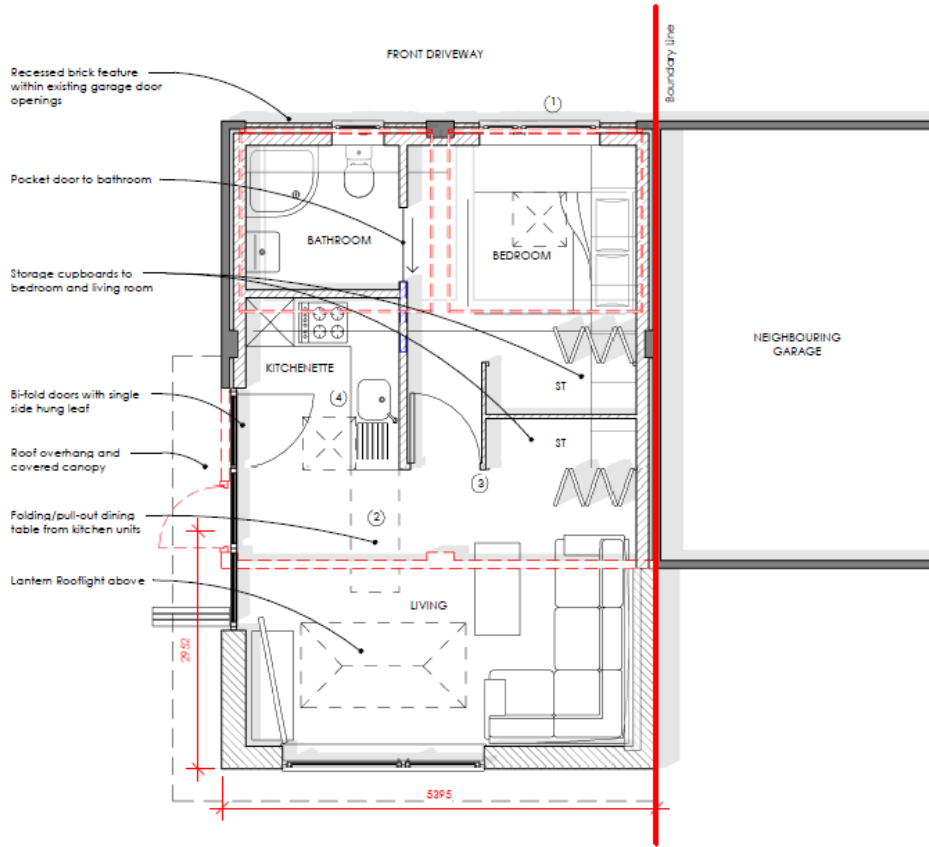 FRONT DRIVEWAY
Boundary Line
Recessed brick feature
within existing garage door
openings
1
Pocket door to bathroom
BATHROOM
BEDROOM
Storage cupboards to
bedroom and living room
NEIGHBOURING
GARAGE
KITCHENETTE
ST
4
Bi-fold doors with single
side hung leaf
ST
Roof overhang and
covered canopy
3
Folding/pull-out dining
table from kitchen units
2
Lantern Rooflight above
LIVING
2952
5395